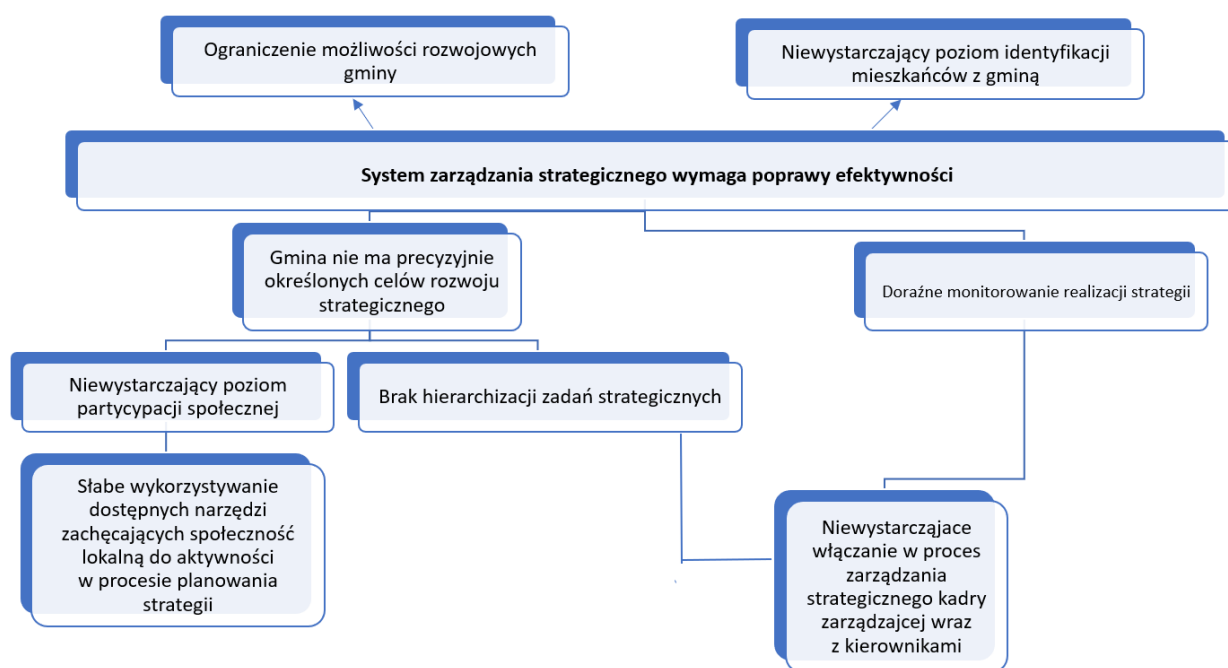 Ograniczenie możliwości rozwojowych
gminy
Niewystarczający poziom identyfikacji
mieszkańców z gminą
System zarządzania strategicznego wymaga poprawy efektywności
Gmina nie ma precyzyjnie
określonych celów rozwoju
strategicznego
Doraźne monitorowanie realizacji strategii
Niewystarczający poziom
partycypacji społecznej
Brak hierarchizacji zadań strategicznych
Słabe wykorzystywanie
dostępnych narzędzi
zachęcających społeczność
lokalną do aktywności
w procesie planowania
strategii
Niewystarcząjace
włączanie w proces
zarządzania
strategicznego kadry
zarządzajcej wraz
z kierownikami